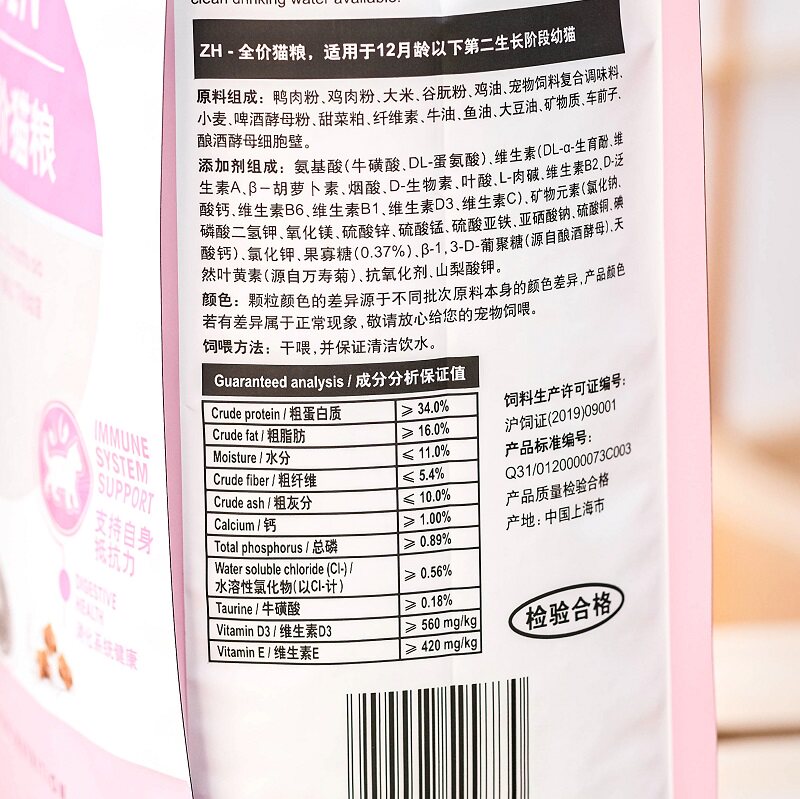 clean drinking water available.
ZH - 全价猫粮，适用于12月龄以下第二生长阶段幼猫
原料组成：鸭肉粉、鸡肉粉、大米、谷朊粉、鸡油、宠物饲料复合调味料、
小麦、啤酒酵母粉、甜菜粕、纤维素、牛油、鱼油、大豆油、矿物质、车前子、
酿酒酵母细胞壁。
添加剂组成：氨基酸(牛磺酸、DL-蛋氨酸)、维生素(DL-α-生育酚、维
生素A、β-胡萝卜素、烟酸、D-生物素、叶酸、L-肉碱、维生素B2、D-泛
酸钙、维生素B6、维生素B1、维生素D3、维生素C)、矿物元素(氯化钠、
磷酸二氢钾、氧化镁、硫酸锌、硫酸锰、硫酸亚铁、亚硒酸钠、硫酸铜、碘
酸钙)、氯化钾、果寡糖(0.37%)、β-1,3-D-葡聚糖(源自酿酒酵母)、天
然叶黄素(源自万寿菊)、抗氧化剂、山梨酸钾。
颜色：颗粒颜色的差异源于不同批次原料本身的颜色差异，产品颜色
若有差异属于正常现象，敬请放心给您的宠物饲喂。
饲喂方法：干喂，并保证清洁饮水。
Guaranteed analysis / 成分分析保证值
Crude protein / 粗蛋白质 ⩾ 34.0%
Crude fat / 粗脂肪 ⩾ 16.0%
Moisture / 水分 ⩽ 11.0%
Crude fiber / 粗纤维 ⩽ 5.4%
Crude ash / 粗灰分 ⩽ 10.0%
Calcium / 钙 ⩾ 1.00%
Total phosphorus / 总磷 ⩾ 0.89%
Water soluble chloride (Cl-) /
水溶性氯化物(以Cl-计) ⩾ 0.56%
Taurine / 牛磺酸 ⩾ 0.18%
Vitamin D3 / 维生素D3 ⩾ 560 mg/kg
Vitamin E / 维生素E ⩾ 420 mg/kg
饲料生产许可证编号：
沪饲证(2019)09001
产品标准编号：
Q31/0120000073C003
产品质量检验合格
产地：中国上海市
检验合格
价猫粮
IMMUNE
SYSTEM
SUPPORT
支持自身
抵抗力
DIGESTIVE
HEALTH
消化系统健康